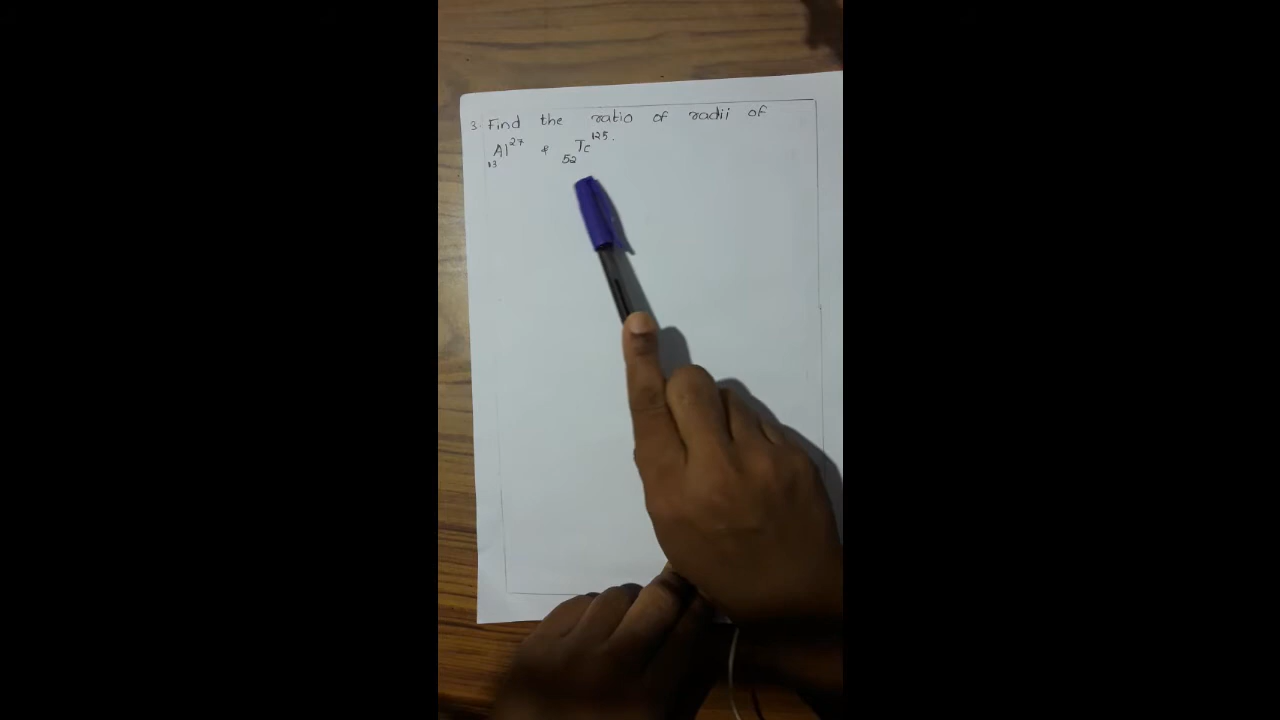 3. Find the ratio of radii of
₁₃Al²⁷ & ₅₂Te¹²⁵.